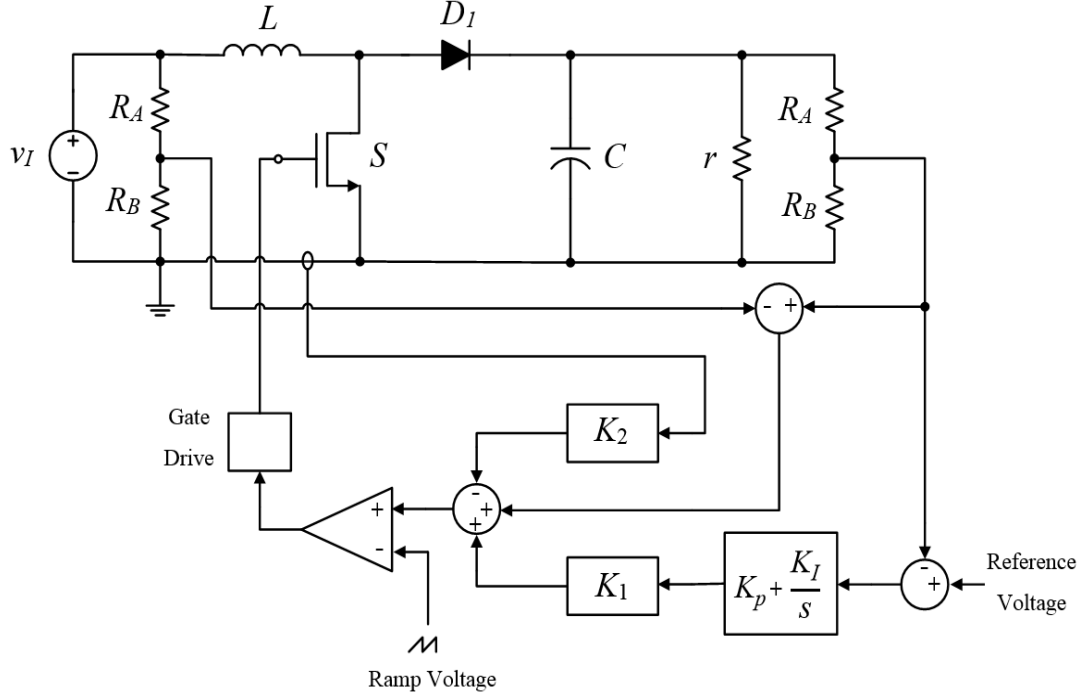 L
D1
RA
RA
vI
+
-
S
C
r
RB
RB
- +
Gate
Drive
K2
-
+
+
+
-
K1
Kp + KI/s
-
+
Reference
Voltage
Ramp Voltage